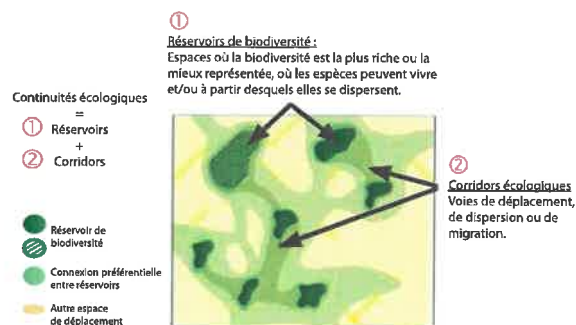 ①
Réservoirs de biodiversité :
Espaces où la biodiversité est la plus riche ou la
mieux représentée, où les espèces peuvent vivre
et/ou à partir desquels elles se dispersent.
Continuités écologiques
=
① Réservoirs
+
② Corridors
②
Corridors écologiques
Voies de déplacement,
de dispersion ou de
migration.
Réservoir de
biodiversité
Connexion préférentielle
entre réservoirs
Autre espace
de déplacement